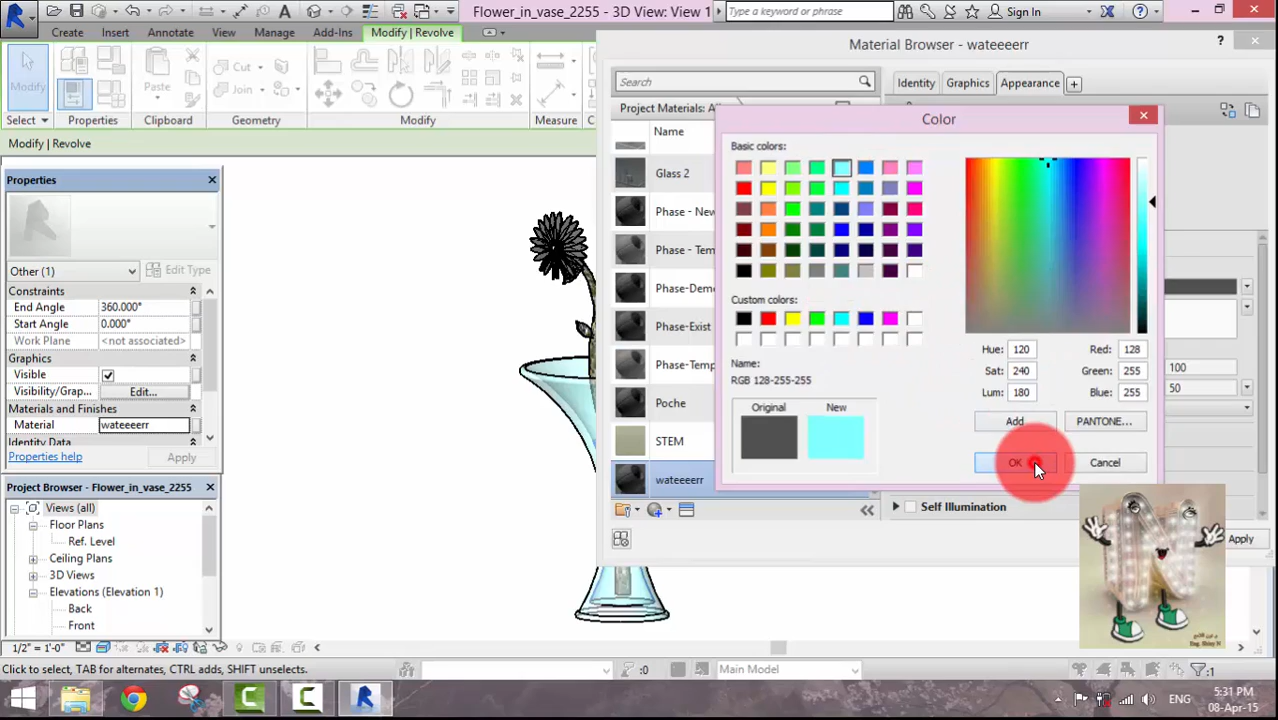 Flower_in_vase_2255 - 3D View: View 1
Type a keyword or phrase
Sign In
Create Insert Annotate View Manage Add-Ins Modify | Revolve
Modify
Paste
Cut
Join
Select Properties Clipboard Geometry Modify Measure
Modify | Revolve
Properties
Other (1)
Edit Type
Constraints
End Angle 360.000°
Start Angle 0.000°
Work Plane <not associated>
Graphics
Visible
Visibility/Grap... Edit...
Materials and Finishes
Material wateeeerr
Identity Data
Properties help
Apply
Project Browser - Flower_in_vase_2255
Views (all)
Floor Plans
Ref. Level
Ceiling Plans
3D Views
Elevations (Elevation 1)
Back
Front
Material Browser - wateeeerr
Search
Identity Graphics Appearance
Project Materials: All
Name
Glass 2
Phase - New
Phase - Tem
Phase-Demo
Phase-Exist
Phase-Temp
Poche
STEM
wateeeerr
100
50
Self Illumination
Apply
Color
Basic colors:
Custom colors:
Name:
RGB 128-255-255
Original New
Hue: 120 Red: 128
Sat: 240 Green: 255
Lum: 180 Blue: 255
Add PANTONE...
OK Cancel
1/2" = 1'-0"
Click to select, TAB for alternates, CTRL adds, SHIFT unselects.
:0
Main Model
:1
ENG
5:31 PM
08-Apr-15